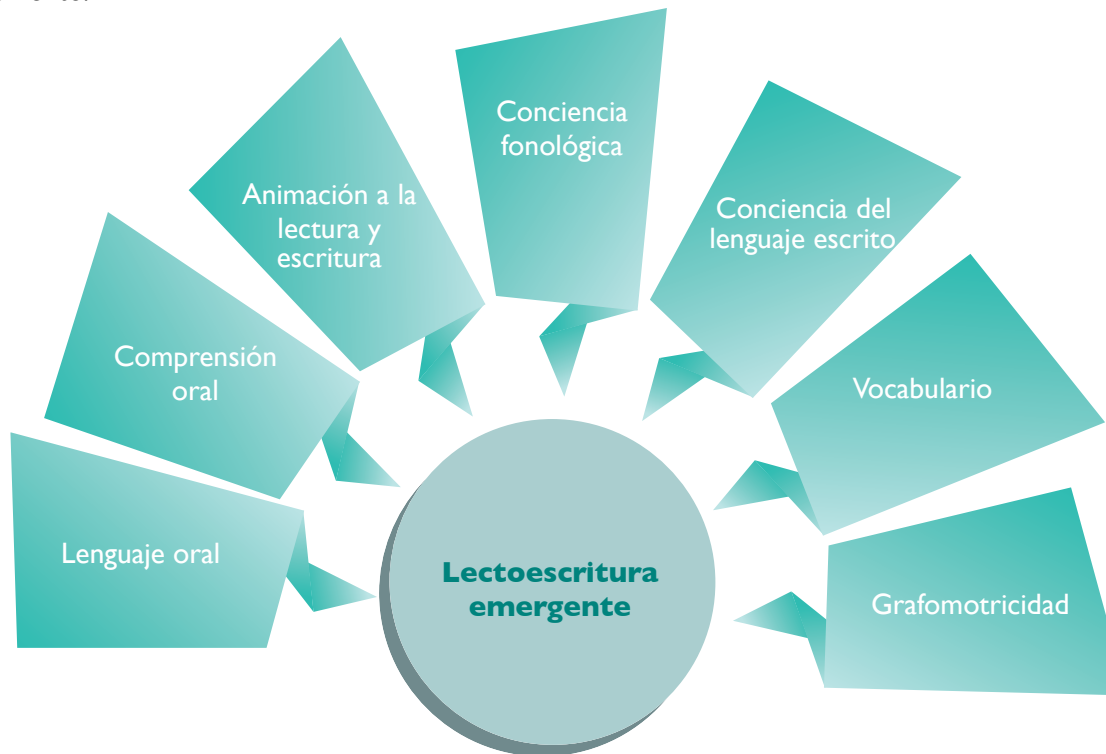 Conciencia
fonológica
Animación a la
lectura y
escritura
Conciencia del
lenguaje escrito
Comprensión
oral
Vocabulario
Lenguaje oral
Lectoescritura
emergente
Grafomotricidad